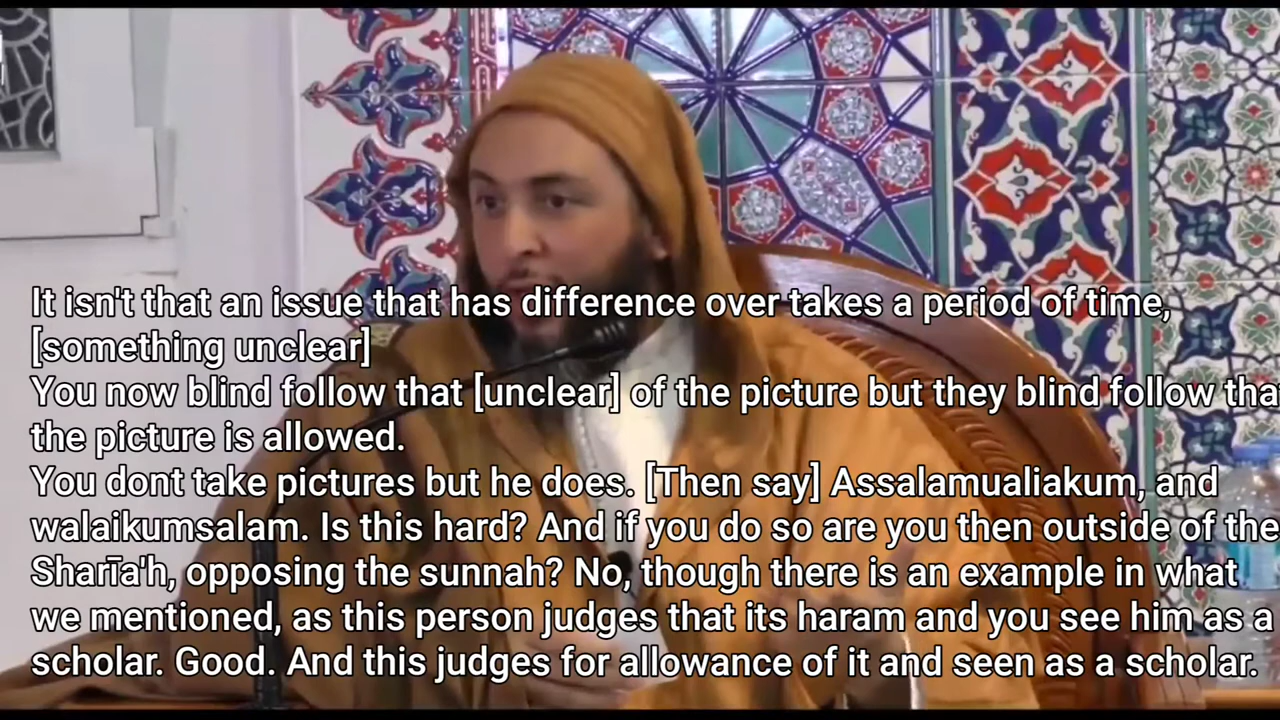 It isn't that an issue that has difference over takes a period of time,
[something unclear]
You now blind follow that [unclear] of the picture but they blind follow tha
the picture is allowed.
You dont take pictures but he does. [Then say] Assalamualiakum, and
walaikumsalam. Is this hard? And if you do so are you then outside of the
Sharīa'h, opposing the sunnah? No, though there is an example in what
we mentioned, as this person judges that its haram and you see him as a
scholar. Good. And this judges for allowance of it and seen as a scholar.